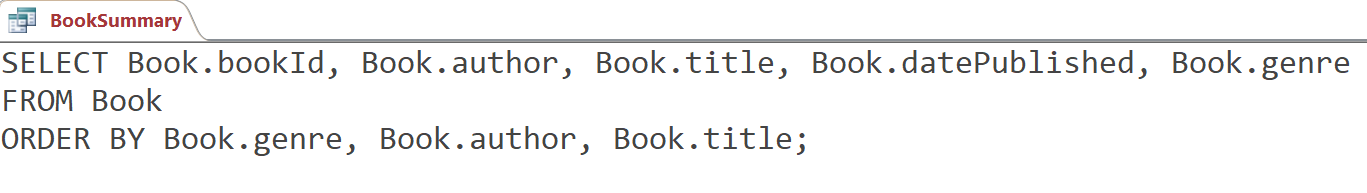 BookSummary
SELECT Book.bookId, Book.author, Book.title, Book.datePublished, Book.genre
FROM Book
ORDER BY Book.genre, Book.author, Book.title;